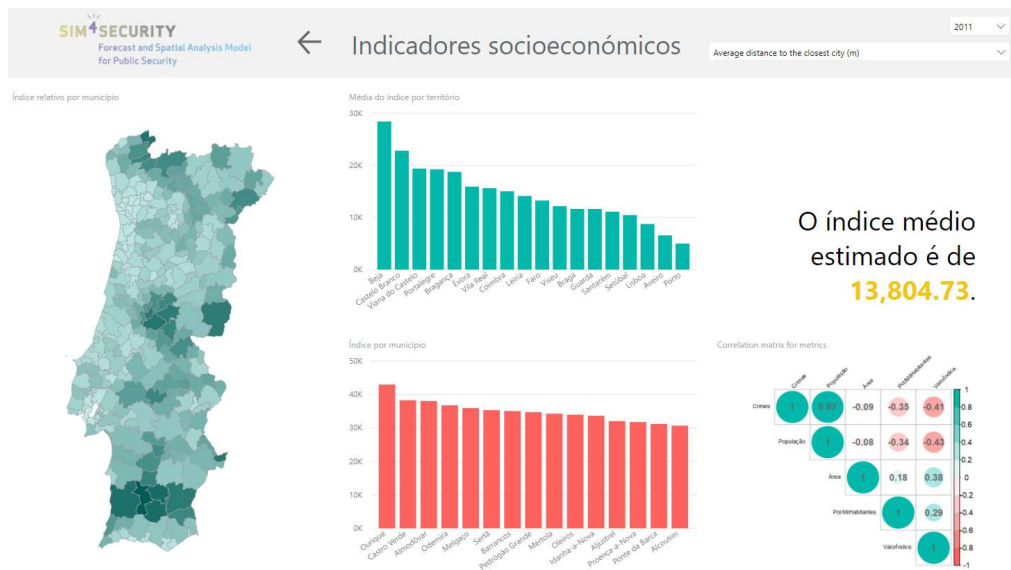 SIM4SECURITY
Forecast and Spatial Analysis Model
for Public Security
Indicadores socioeconómicos
2011
Average distance to the closest city (m)
Índice relativo por município
Média do índice por território
30K
20K
10K
0K
Beja
Castelo Branco
Viana do Castelo
Portalegre
Bragança
Évora
Vila Real
Coimbra
Leiria
Faro
Viseu
Braga
Guarda
Santarém
Setúbal
Lisboa
Aveiro
Porto
O índice médio
estimado é de
13,804.73.
Índice por município
50K
40K
30K
20K
10K
0K
Ourique
Castro Verde
Almodôvar
Odemira
Melgaço
Sertã
Barrancos
Pedrógão Grande
Mértola
Oleiros
Idanha-a-Nova
Aljustrel
Proença-a-Nova
Ponte da Barca
Alcoutim
Correlation matrix for metrics
Crimes
População
Área
Pol/MilHabitantes
ValorÍndice
Crimes 1 0.97 -0.09 -0.35 -0.41
População 1 -0.08 -0.34 -0.43
Área 1 0.18 0.38
Pol/MilHabitantes 1 0.29
ValorÍndice 1
1
0.8
0.6
0.4
0.2
0
-0.2
-0.4
-0.6
-0.8
-1